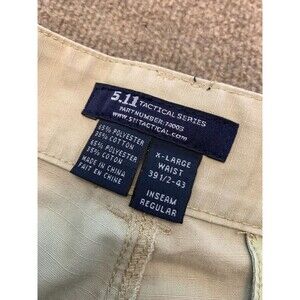 5.11 TACTICAL SERIES
PART NUMBER: 74003
www.511TACTICAL.com
65% POLYESTER
35% COTTON
65% POLYESTER
35% COTON
MADE IN CHINA
FAIT EN CHINE
X-LARGE
WAIST
39 1/2-43
INSEAM
REGULAR